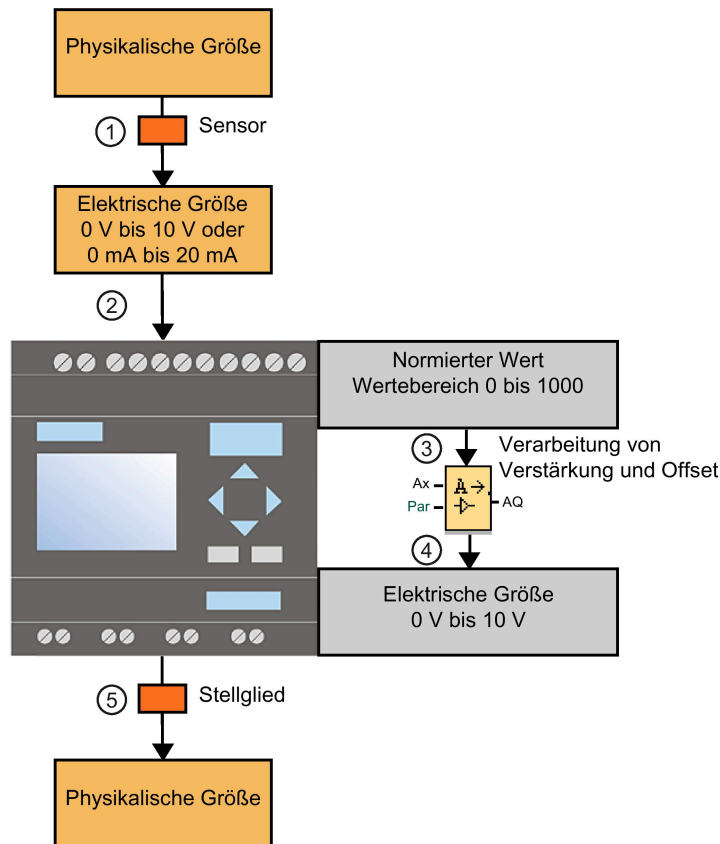 Physikalische Größe
1
Sensor
Elektrische Größe
0 V bis 10 V oder
0 mA bis 20 mA
2
Normierter Wert
Wertebereich 0 bis 1000
3
Verarbeitung von
Verstärkung und Offset
Ax
A
Par
AQ
4
Elektrische Größe
0 V bis 10 V
5
Stellglied
Physikalische Größe